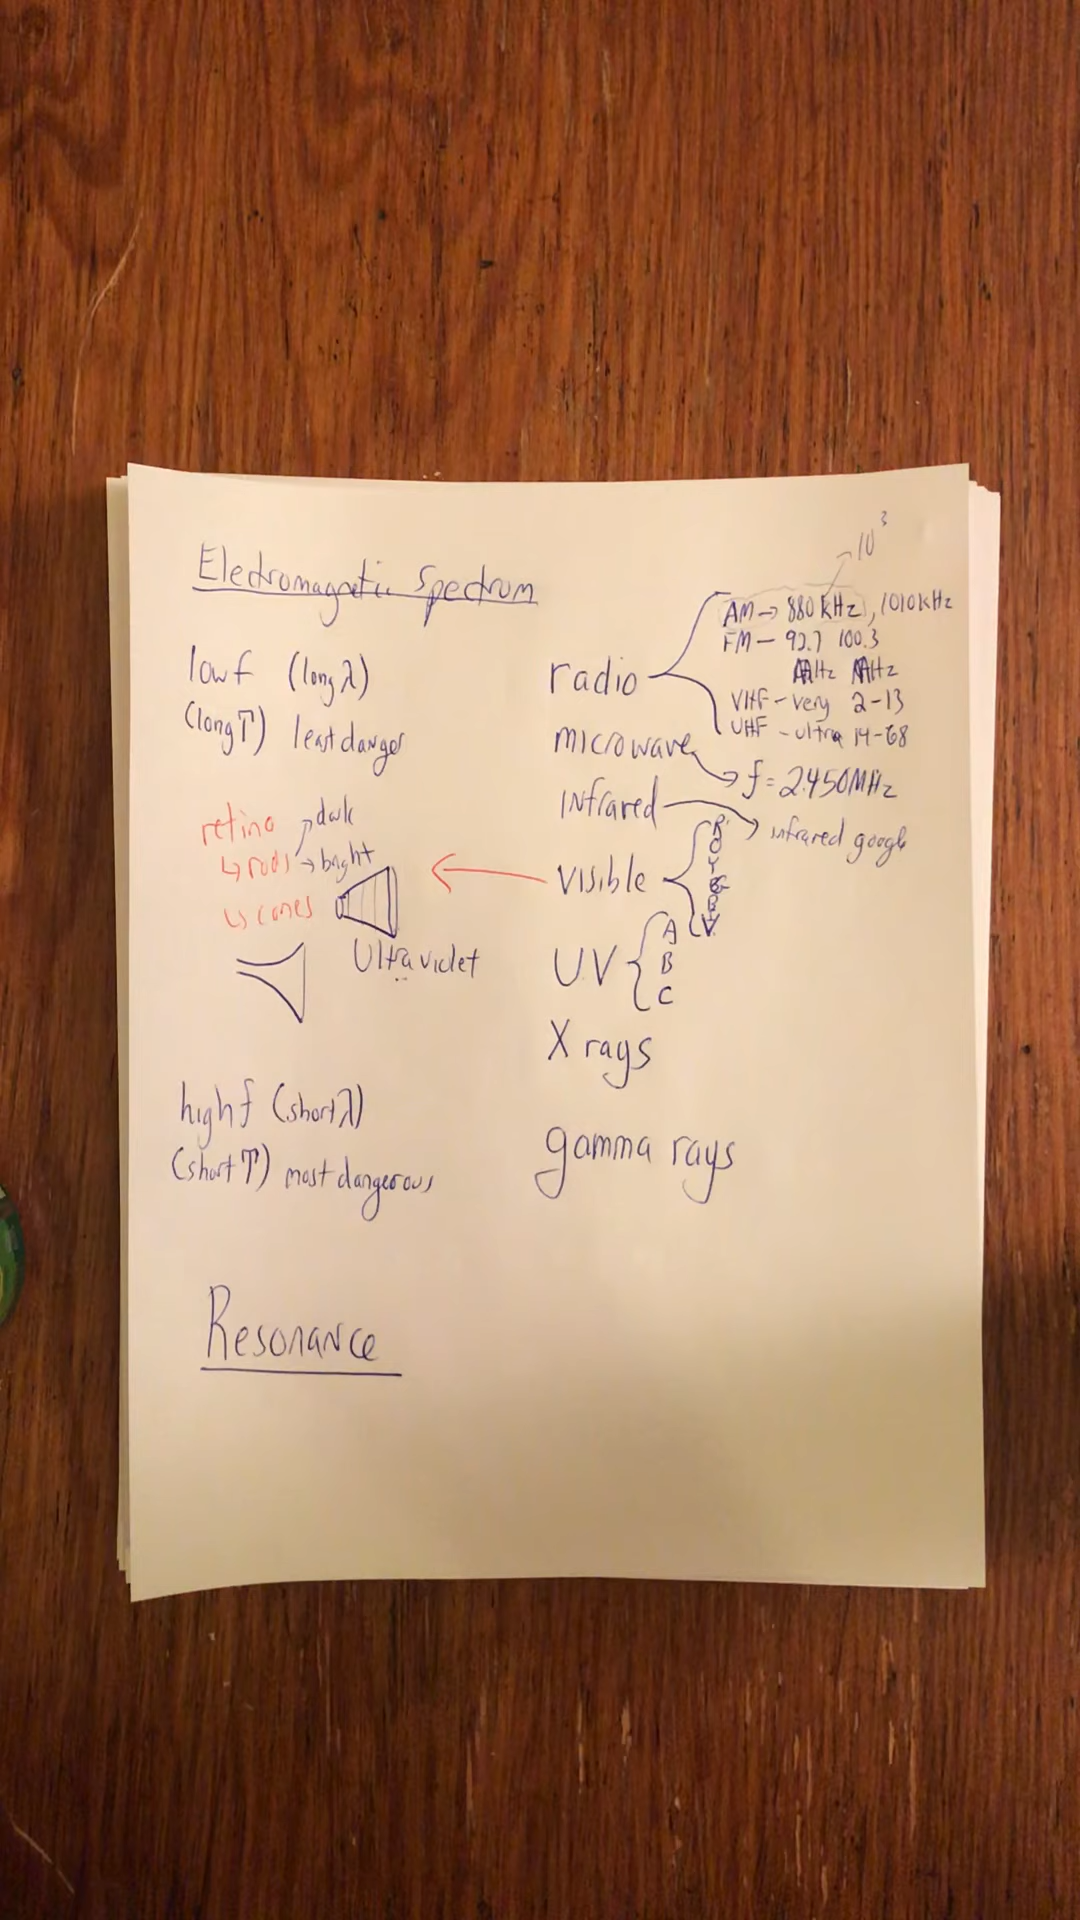 Electromagnetic Spectrum
10³
AM → 880 kHz, 1010 kHz
FM — 92.7 100.3
MHz MHz
VHF - very 2-13
UHF - ultra 14-68
low f (long λ)
(long T) least danger
radio
microwave
f = 2.450MHz
infrared
infrared google
retina
dark
↳ rods → bright
↳ cones
visible
R
O
Y
G
B
V
Ultraviolet
UV
A
B
C
X rays
high f (short λ)
(short T) most dangerous
gamma rays
Resonance